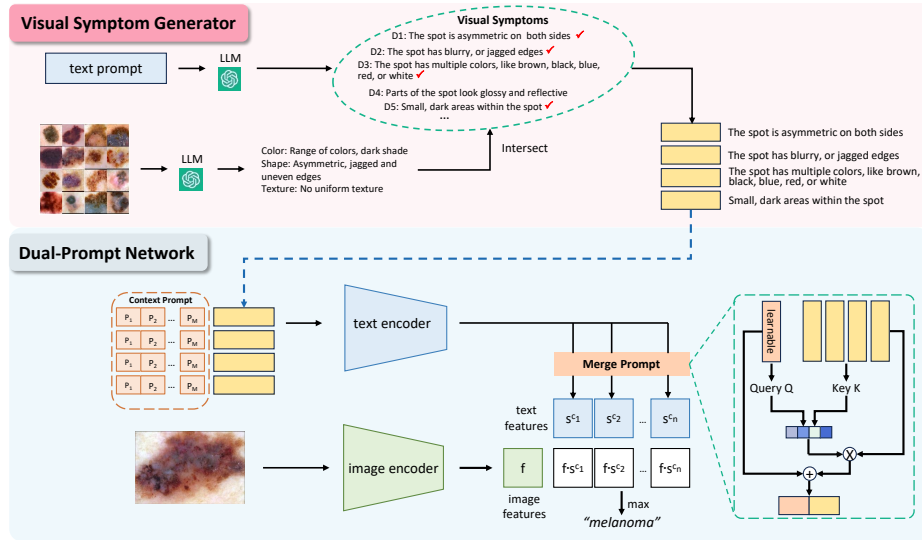 Visual Symptom Generator
text prompt
LLM
Visual Symptoms
D1: The spot is asymmetric on both sides
D2: The spot has blurry, or jagged edges
D3: The spot has multiple colors, like brown, black, blue,
red, or white
D4: Parts of the spot look glossy and reflective
D5: Small, dark areas within the spot
...
LLM
Color: Range of colors, dark shade
Shape: Asymmetric, jagged and
uneven edges
Texture: No uniform texture
Intersect
The spot is asymmetric on both sides
The spot has blurry, or jagged edges
The spot has multiple colors, like brown,
black, blue, red, or white
Small, dark areas within the spot
Dual-Prompt Network
Context Prompt
P1 P2 ... PM
P1 P2 ... PM
P1 P2 ... PM
P1 P2 ... PM
text encoder
Merge Prompt
text
features
s^c1 s^c2 ... s^cn
image encoder
f
image
features
f·s^c1 f·s^c2 ... f·s^cn
max
“melanoma”
learnable
Query Q
Key K